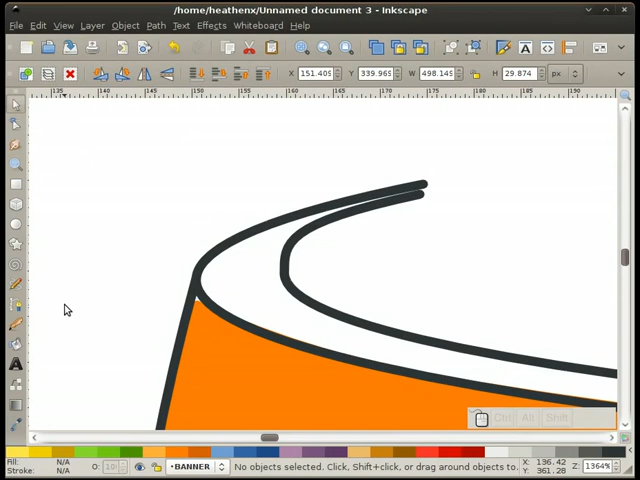 /home/heathenx/Unnamed document 3 - Inkscape
File Edit View Layer Object Path Text Effects Whiteboard Help
X 151.405 Y 339.965 W 498.145 H 29.874 px
135 140 145 150 155 160 165 170 175 180 185 190 195
Ctrl Alt Shift
Fill: N/A O: BANNER No objects selected. Click, Shift+click, or drag around objects to. X: 136.42 Z: 1364%
Stroke: N/A Y: 361.28